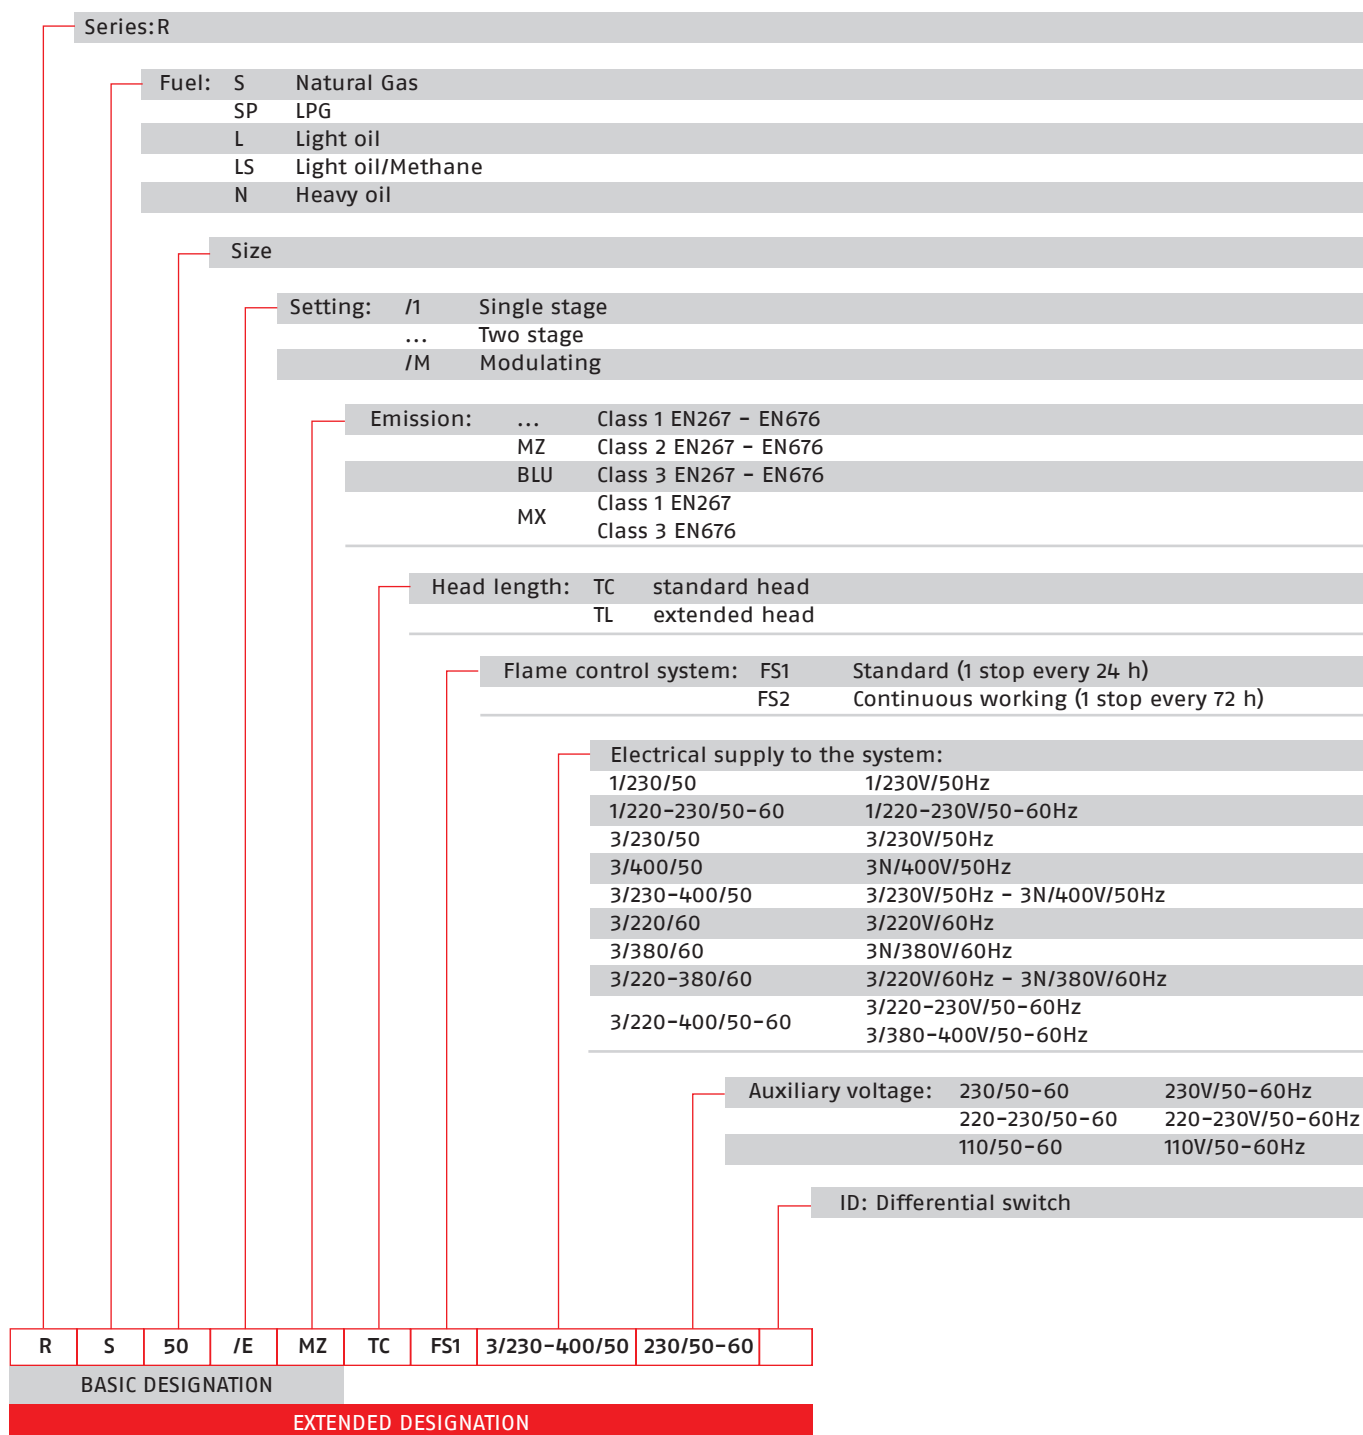 Series: R
Fuel: S Natural Gas
SP LPG
L Light oil
LS Light oil/Methane
N Heavy oil
Size
Setting: /1 Single stage
... Two stage
/M Modulating
Emission: ... Class 1 EN267 - EN676
MZ Class 2 EN267 - EN676
BLU Class 3 EN267 - EN676
MX Class 1 EN267
Class 3 EN676
Head length: TC standard head
TL extended head
Flame control system: FS1 Standard (1 stop every 24 h)
FS2 Continuous working (1 stop every 72 h)
Electrical supply to the system:
1/230/50 1/230V/50Hz
1/220-230/50-60 1/220-230V/50-60Hz
3/230/50 3/230V/50Hz
3/400/50 3N/400V/50Hz
3/230-400/50 3/230V/50Hz - 3N/400V/50Hz
3/220/60 3/220V/60Hz
3/380/60 3N/380V/60Hz
3/220-380/60 3/220V/60Hz - 3N/380V/60Hz
3/220-400/50-60 3/220-230V/50-60Hz
3/380-400V/50-60Hz
Auxiliary voltage: 230/50-60 230V/50-60Hz
220-230/50-60 220-230V/50-60Hz
110/50-60 110V/50-60Hz
ID: Differential switch
R S 50 /E MZ TC FS1 3/230-400/50 230/50-60
BASIC DESIGNATION
EXTENDED DESIGNATION